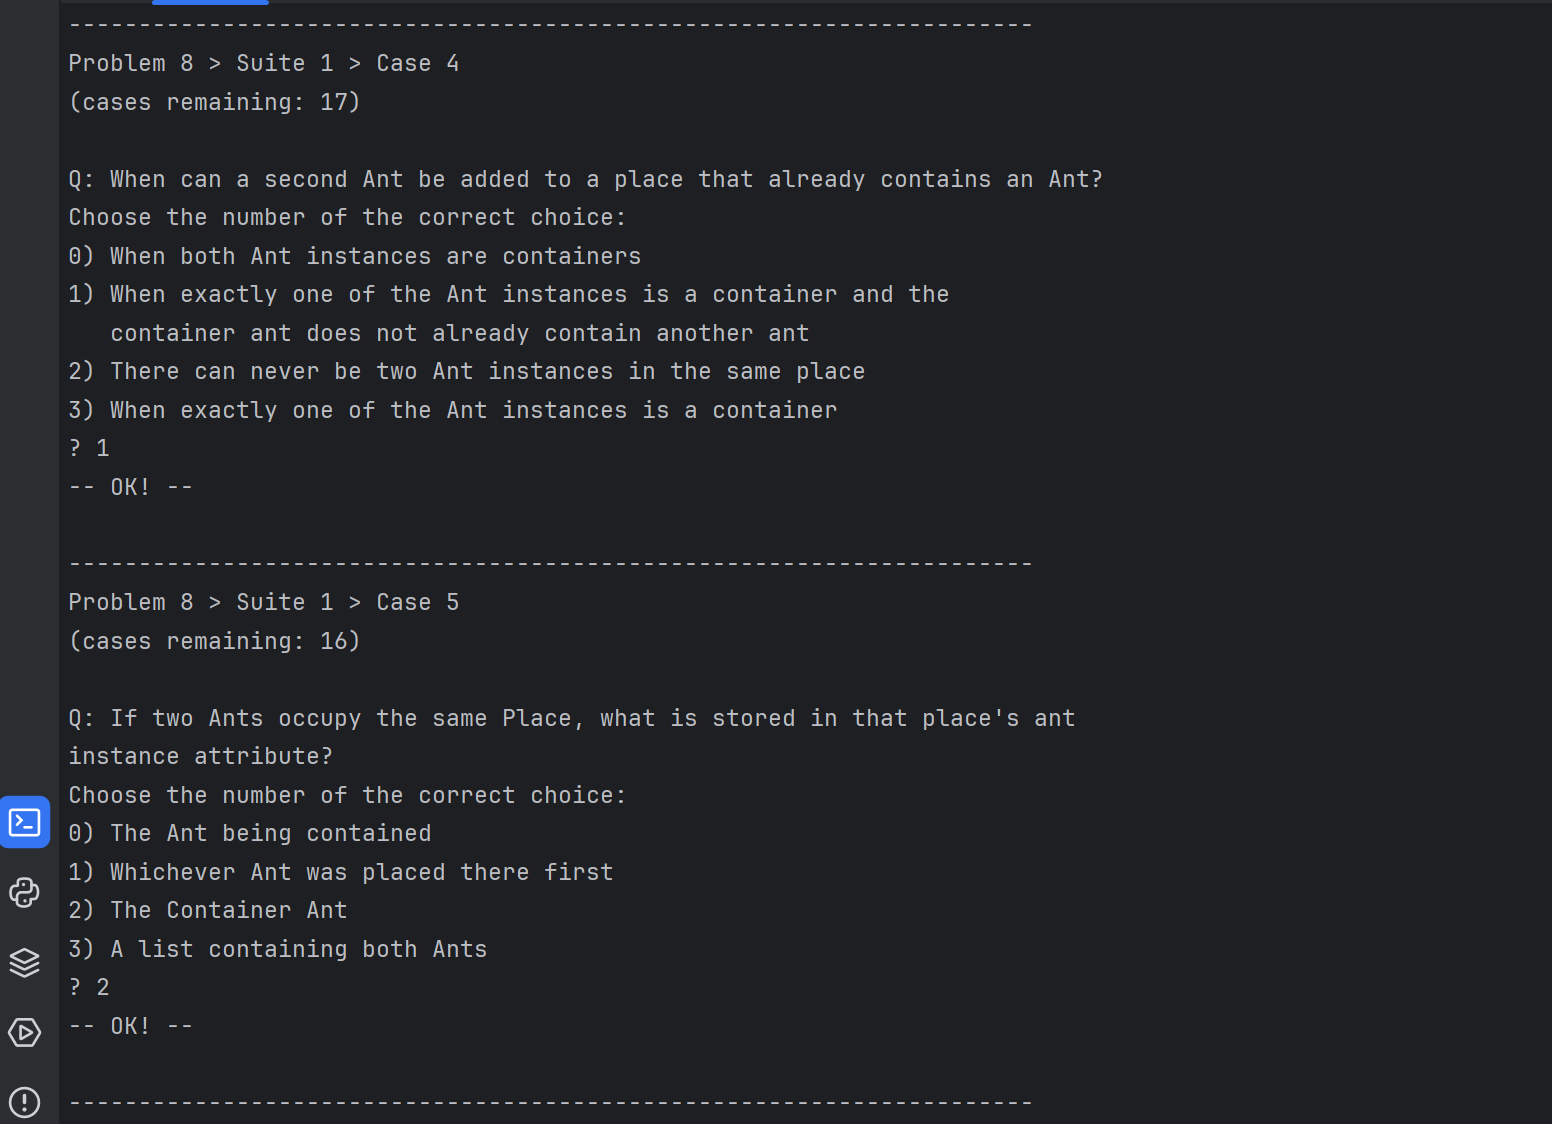 ---------------------------------------------------------------------
Problem 8 > Suite 1 > Case 4
(cases remaining: 17)
Q: When can a second Ant be added to a place that already contains an Ant?
Choose the number of the correct choice:
0) When both Ant instances are containers
1) When exactly one of the Ant instances is a container and the
   container ant does not already contain another ant
2) There can never be two Ant instances in the same place
3) When exactly one of the Ant instances is a container
? 1
-- OK! --
---------------------------------------------------------------------
Problem 8 > Suite 1 > Case 5
(cases remaining: 16)
Q: If two Ants occupy the same Place, what is stored in that place's ant
instance attribute?
Choose the number of the correct choice:
0) The Ant being contained
1) Whichever Ant was placed there first
2) The Container Ant
3) A list containing both Ants
? 2
-- OK! --
---------------------------------------------------------------------